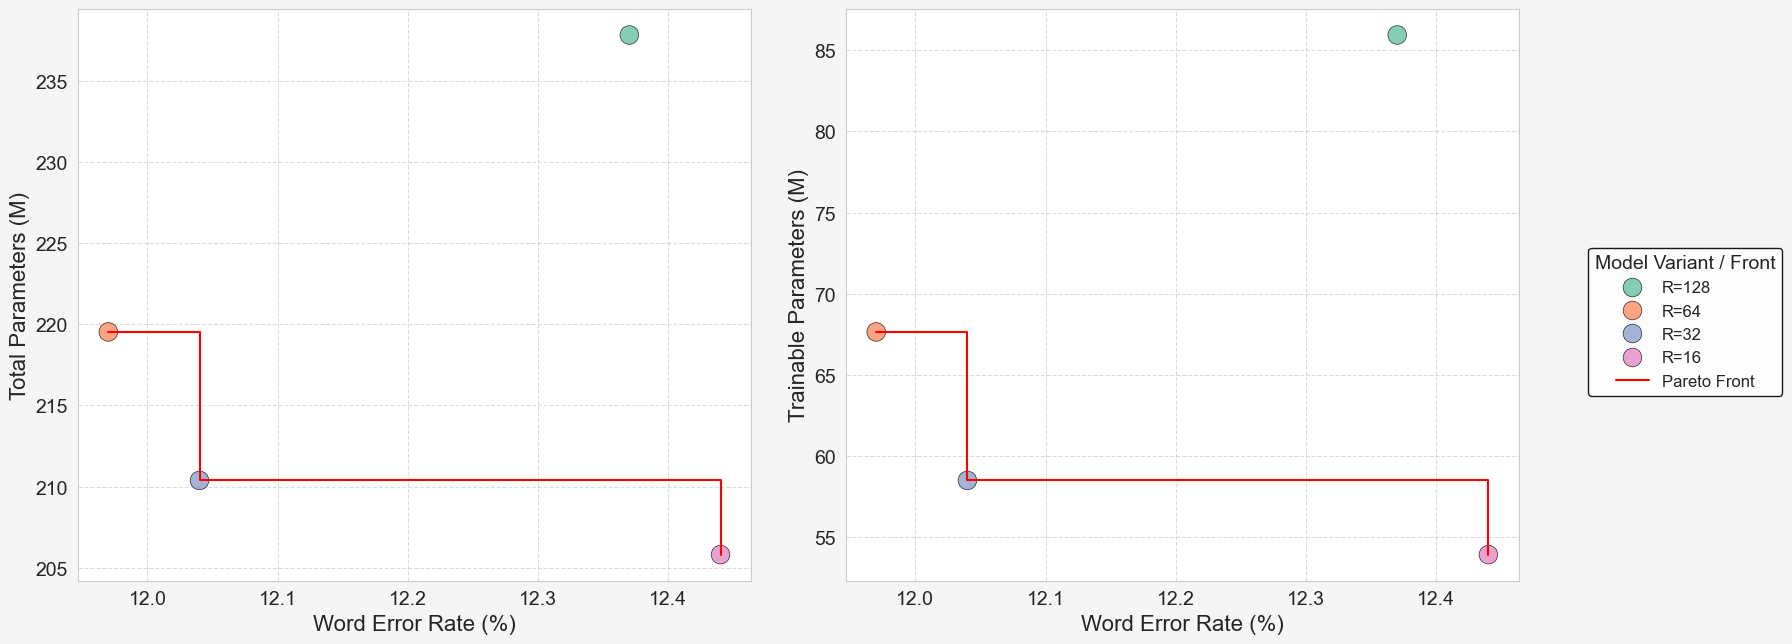 Total Parameters (M)
235
230
225
220
215
210
205
12.0 12.1 12.2 12.3 12.4
Word Error Rate (%)
Trainable Parameters (M)
85
80
75
70
65
60
55
12.0 12.1 12.2 12.3 12.4
Word Error Rate (%)
Model Variant / Front
R=128
R=64
R=32
R=16
Pareto Front